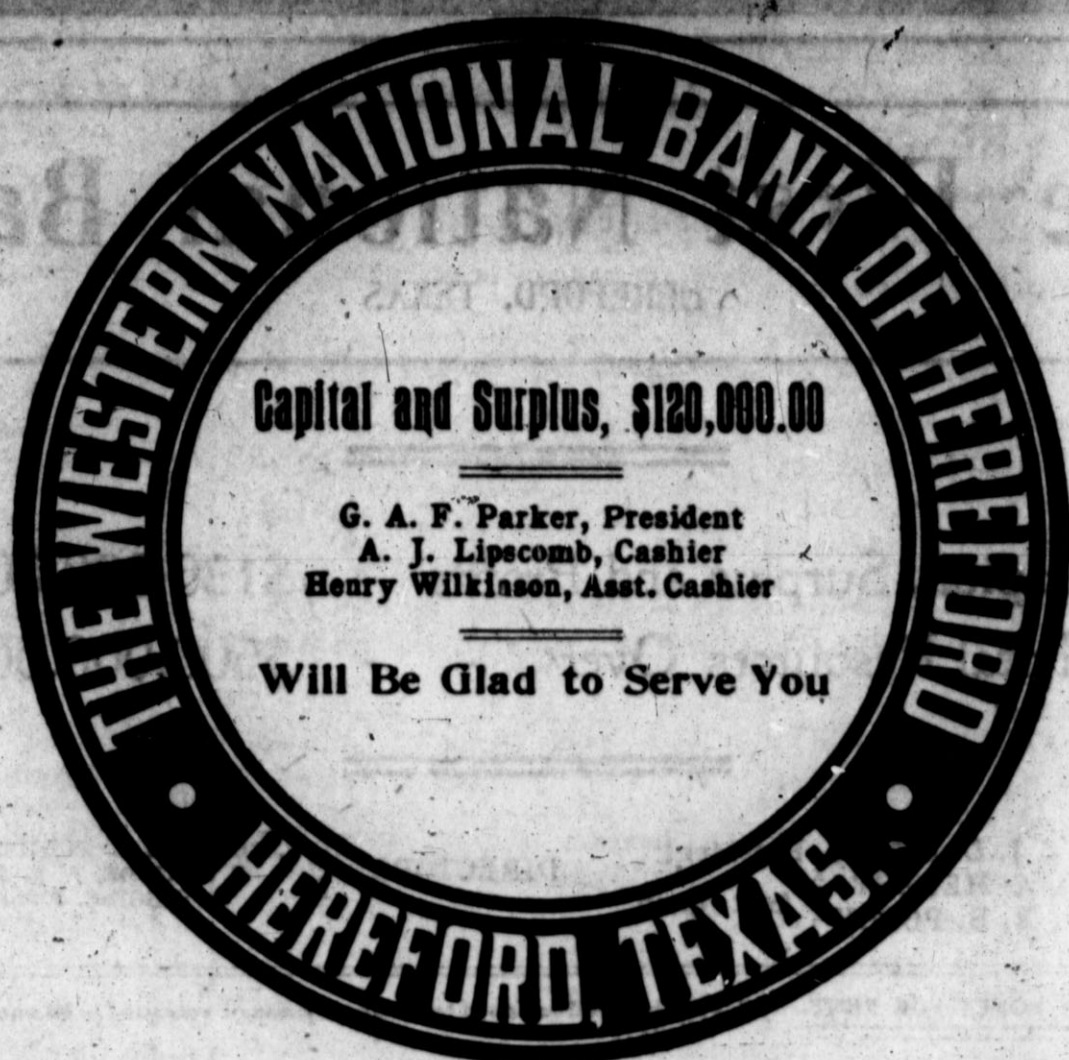 THE WESTERN NATIONAL BANK OF HEREFORD
Capital and Surplus, $120,000.00
G. A. F. Parker, President
A. J. Lipscomb, Cashier
Henry Wilkinson, Asst. Cashier
Will Be Glad to Serve You
HEREFORD, TEXAS.